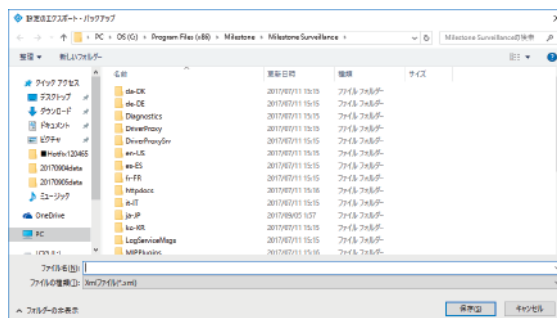 設定のエクスポート - バックアップ
PC › OS (C:) › Program Files (x86) › Milestone › Milestone Surveillance ›
Milestone Surveillanceの検索
整理 ▼ 新しいフォルダー
名前 更新日時 種類 サイズ
クイック アクセス
デスクトップ
ダウンロード
ドキュメント
ピクチャ
■Hotfix120465
20170904data
20170905data
ミュージック
OneDrive
PC
da-DK 2017/07/11 15:15 ファイル フォルダー
de-DE 2017/07/11 15:15 ファイル フォルダー
Diagnostics 2017/07/11 15:15 ファイル フォルダー
DriverProxy 2017/07/11 15:15 ファイル フォルダー
DriverProxySrv 2017/07/11 15:15 ファイル フォルダー
en-US 2017/07/11 15:15 ファイル フォルダー
es-ES 2017/07/11 15:15 ファイル フォルダー
fr-FR 2017/07/11 15:15 ファイル フォルダー
httpdocs 2017/07/11 15:16 ファイル フォルダー
it-IT 2017/07/11 15:15 ファイル フォルダー
ja-JP 2017/09/05 1:57 ファイル フォルダー
ko-KR 2017/07/11 15:15 ファイル フォルダー
LogServiceMsgs 2017/07/11 15:15 ファイル フォルダー
MIPPlugins 2017/07/11 15:16 ファイル フォルダー
ファイル名(N):
ファイルの種類(T): Xmlファイル(*.xml)
フォルダーの非表示
保存(S) キャンセル